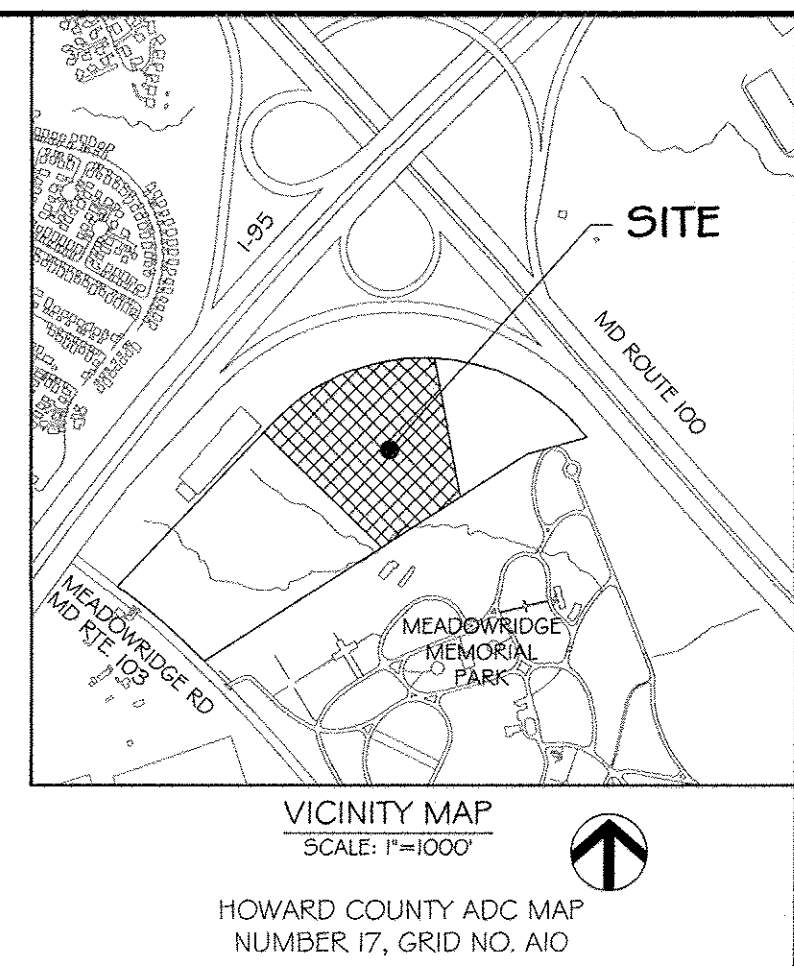 I-95
SITE
MD ROUTE 100
MEADOWRIDGE RD
MD RTE. 103
MEADOWRIDGE
MEMORIAL
PARK
VICINITY MAP
SCALE: 1"=1000'
HOWARD COUNTY ADC MAP
NUMBER 17, GRID NO. A10